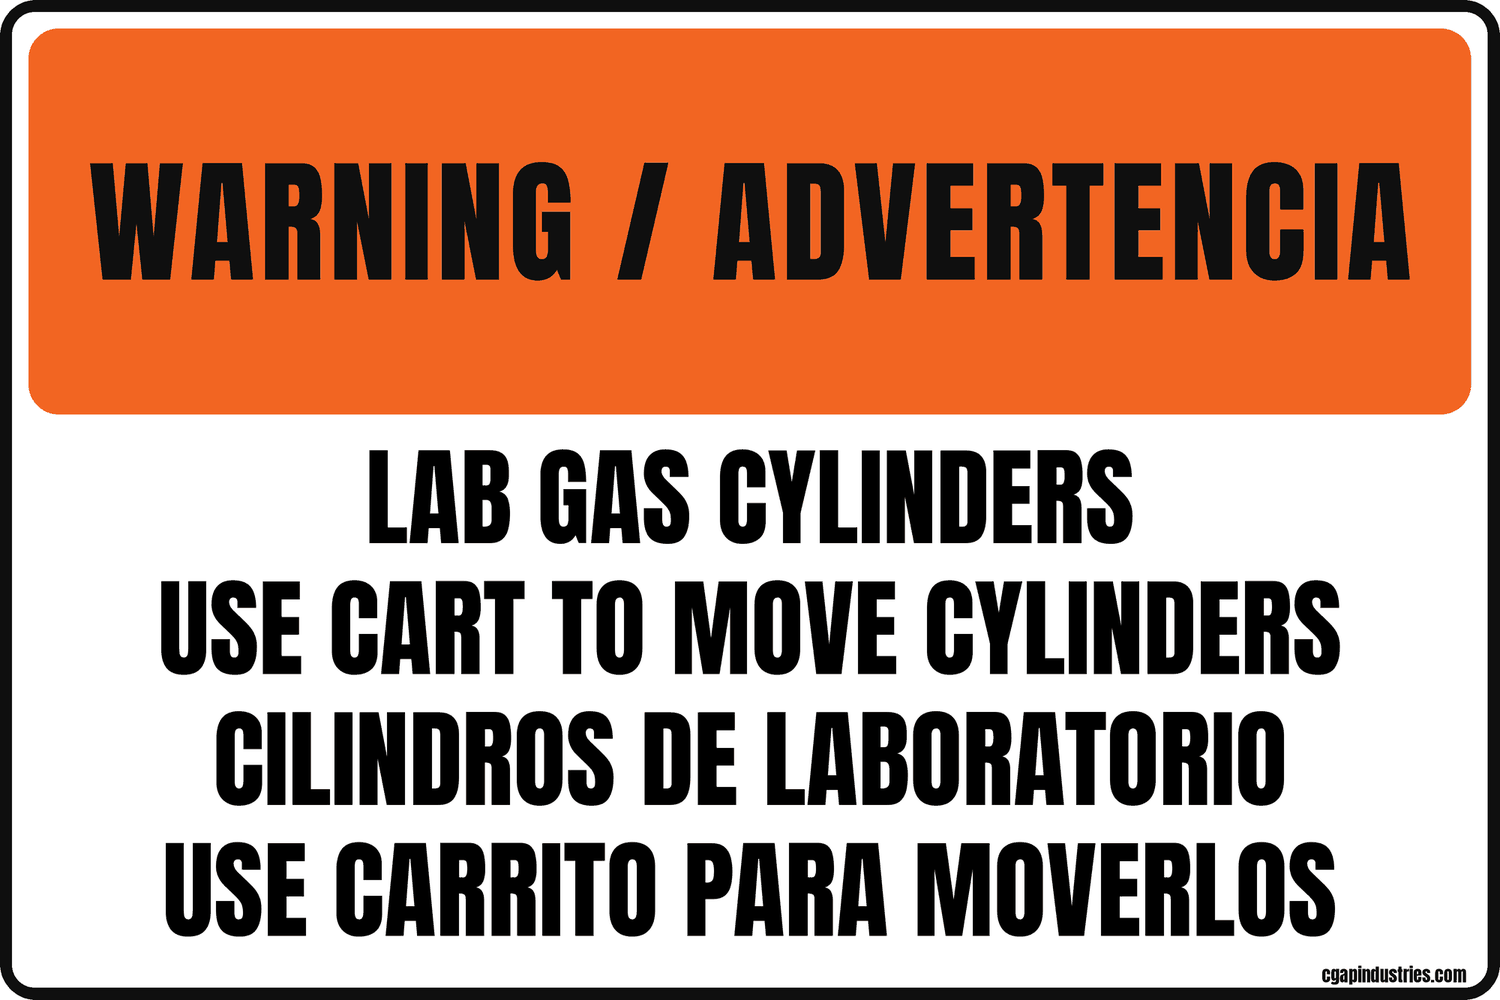 WARNING / ADVERTENCIA
LAB GAS CYLINDERS
USE CART TO MOVE CYLINDERS
CILINDROS DE LABORATORIO
USE CARRITO PARA MOVERLOS
cgapindustries.com